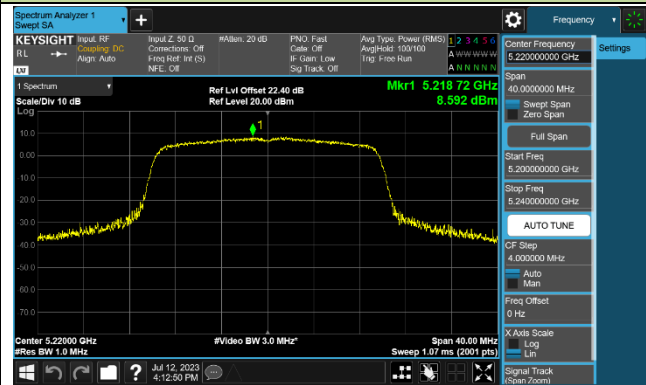 Spectrum Analyzer 1
Swept SA
Frequency
KEYSIGHT
RL
LXI
Input: RF
Coupling: DC
Align: Auto
Input Z: 50 Ω
Corrections: Off
Freq Ref: Int (S)
NFE: Off
#Atten: 20 dB
PNO: Fast
Gate: Off
IF Gain: Low
Sig Track: Off
Avg Type: Power (RMS)
Avg|Hold: 100/100
Trig: Free Run
1 2 3 4 5 6
A W W W W W
A N N N N N
1 Spectrum
Scale/Div 10 dB
Log
Ref Lvl Offset 22.40 dB
Ref Level 20.00 dBm
Mkr1 5.218 72 GHz
8.592 dBm
1
10.0
0.00
-10.0
-20.0
-30.0
-40.0
-50.0
-60.0
-70.0
Center 5.22000 GHz
#Res BW 1.0 MHz
#Video BW 3.0 MHz*
Span 40.00 MHz
Sweep 1.07 ms (2001 pts)
Jul 12, 2023
4:12:50 PM
Center Frequency
5.220000000 GHz
Settings
Span
40.0000000 MHz
Swept Span
Zero Span
Full Span
Start Freq
5.200000000 GHz
Stop Freq
5.240000000 GHz
AUTO TUNE
CF Step
4.000000 MHz
Auto
Man
Freq Offset
0 Hz
X Axis Scale
Log
Lin
Signal Track
(Span Zoom)